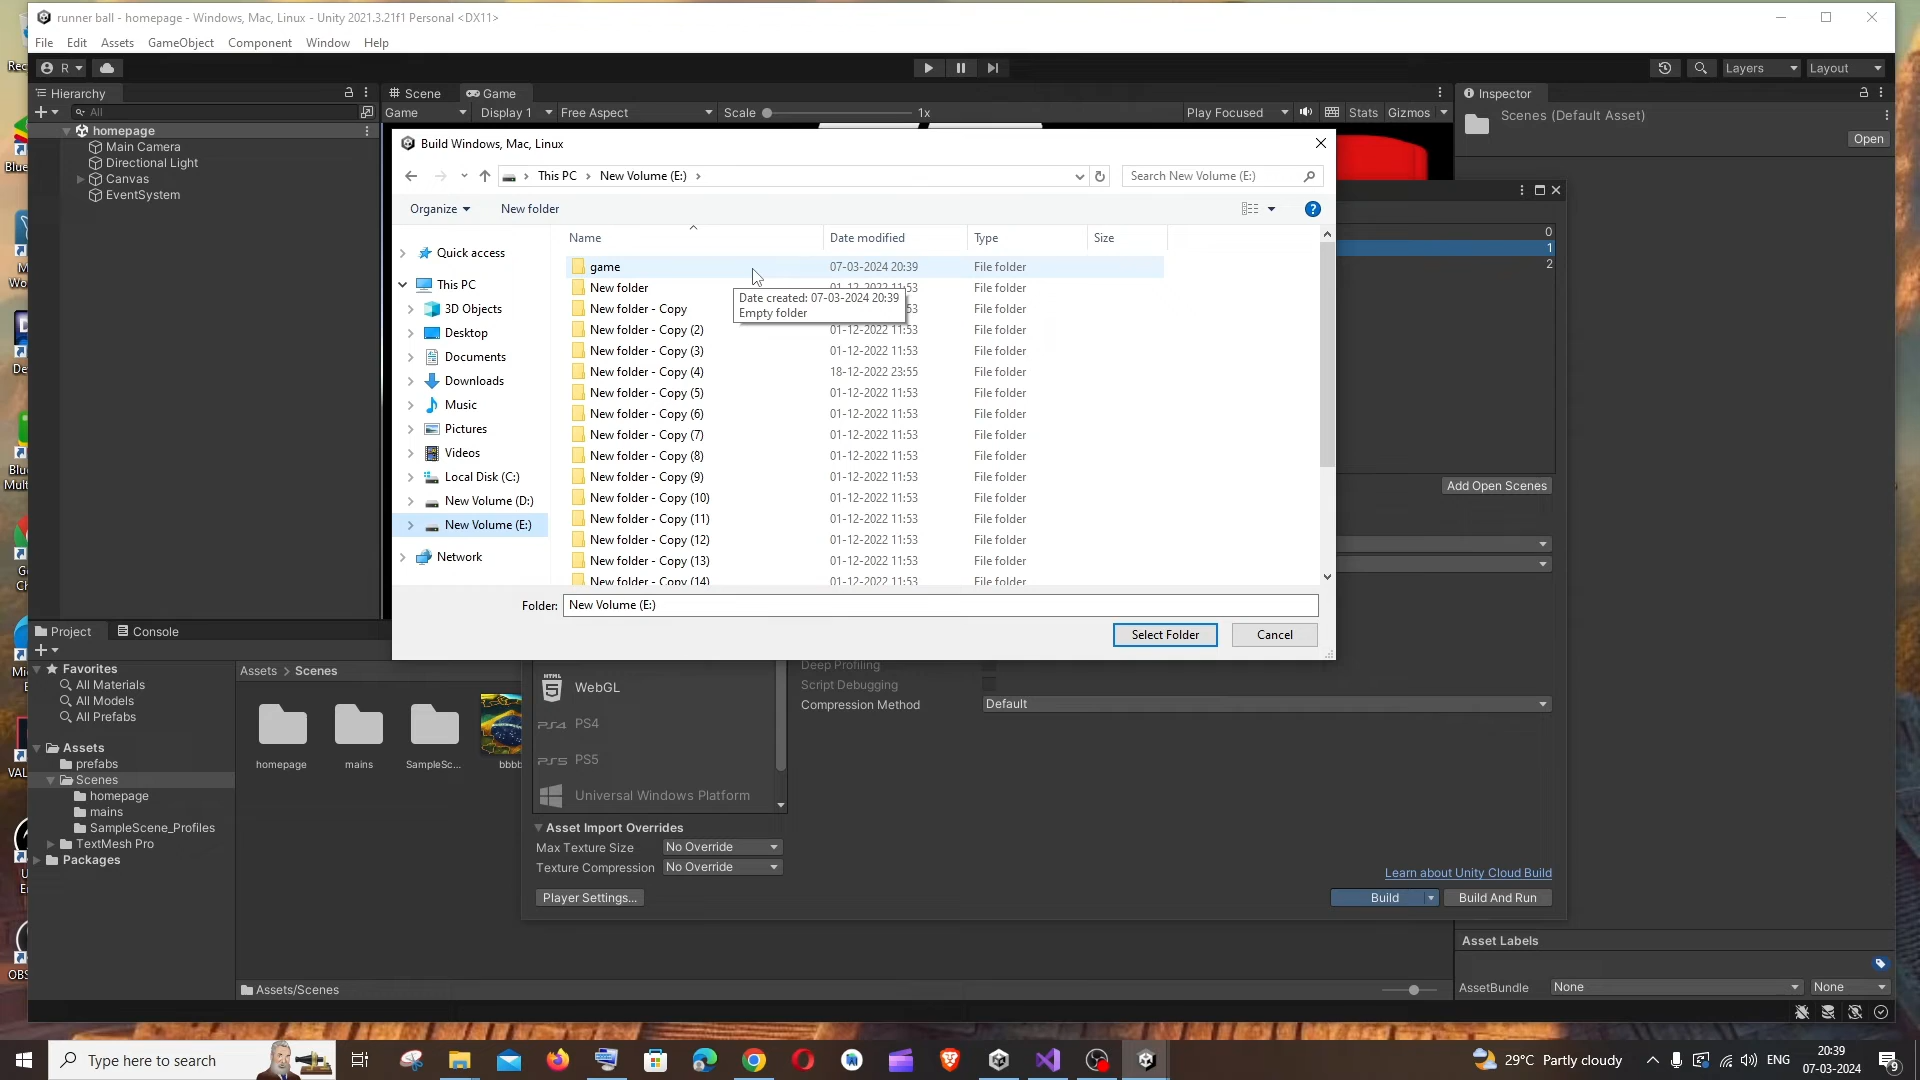 runner ball - homepage - Windows, Mac, Linux - Unity 2021.3.21f1 Personal <DX11>
File Edit Assets GameObject Component Window Help
R
Layers Layout
Hierarchy
All
homepage
Main Camera
Directional Light
Canvas
EventSystem
Scene Game
Game Display 1 Free Aspect Scale 1x Play Focused Stats Gizmos
Inspector
Scenes (Default Asset)
Open
Build Windows, Mac, Linux
This PC New Volume (E:)
Search New Volume (E:)
Organize New folder
Quick access
This PC
3D Objects
Desktop
Documents
Downloads
Music
Pictures
Videos
Local Disk (C:)
New Volume (D:)
New Volume (E:)
Network
Name Date modified Type Size
game 07-03-2024 20:39 File folder
New folder File folder
Date created: 07-03-2024 20:39
Empty folder
New folder - Copy File folder
New folder - Copy (2) 01-12-2022 11:53 File folder
New folder - Copy (3) 01-12-2022 11:53 File folder
New folder - Copy (4) 18-12-2022 23:55 File folder
New folder - Copy (5) 01-12-2022 11:53 File folder
New folder - Copy (6) 01-12-2022 11:53 File folder
New folder - Copy (7) 01-12-2022 11:53 File folder
New folder - Copy (8) 01-12-2022 11:53 File folder
New folder - Copy (9) 01-12-2022 11:53 File folder
New folder - Copy (10) 01-12-2022 11:53 File folder
New folder - Copy (11) 01-12-2022 11:53 File folder
New folder - Copy (12) 01-12-2022 11:53 File folder
New folder - Copy (13) 01-12-2022 11:53 File folder
New folder - Copy (14) 01-12-2022 11:53 File folder
Folder: New Volume (E:)
Select Folder Cancel
0
1
2
Add Open Scenes
Deep Profiling
Script Debugging
Compression Method Default
WebGL
PS4
PS5
Universal Windows Platform
Asset Import Overrides
Max Texture Size No Override
Texture Compression No Override
Player Settings...
Learn about Unity Cloud Build
Build Build And Run
Project Console
Favorites
All Materials
All Models
All Prefabs
Assets
prefabs
Scenes
homepage
mains
SampleScene_Profiles
TextMesh Pro
Packages
Assets > Scenes
homepage mains SampleSc... bbbb
Assets/Scenes
Asset Labels
AssetBundle None None
Type here to search
29°C Partly cloudy
ENG
20:39
07-03-2024
9